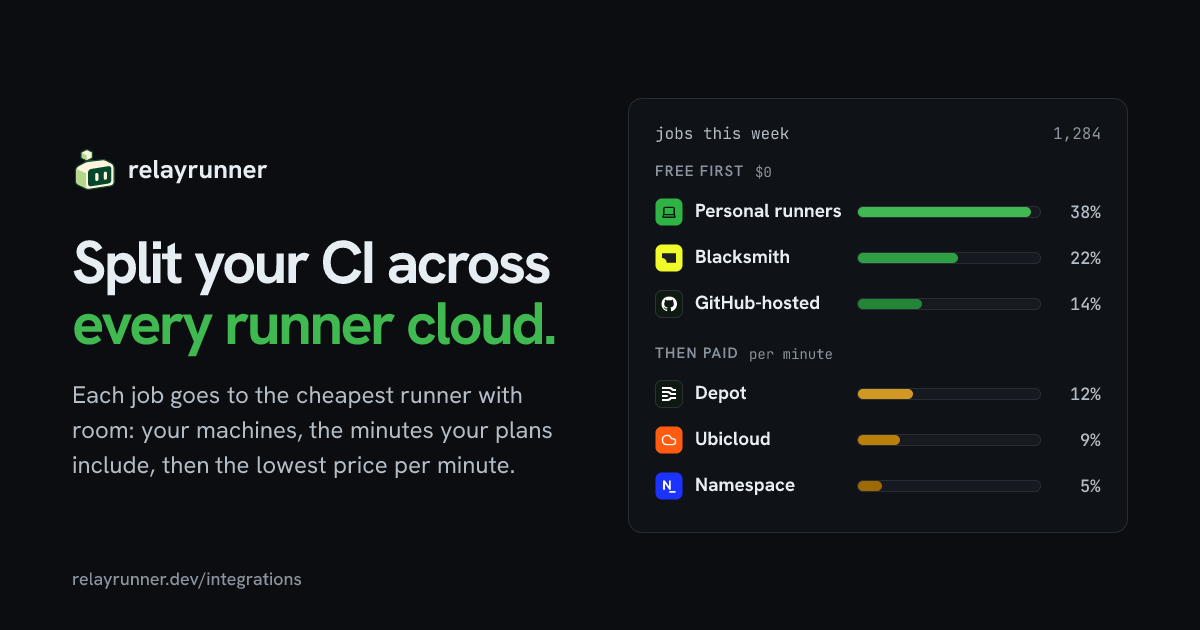 relayrunner
Split your CI across
every runner cloud.
Each job goes to the cheapest runner with
room: your machines, the minutes your plans
include, then the lowest price per minute.
relayrunner.dev/integrations
jobs this week 1,284
FREE FIRST $0
Personal runners 38%
Blacksmith 22%
GitHub-hosted 14%
THEN PAID per minute
Depot 12%
Ubicloud 9%
N_ Namespace 5%